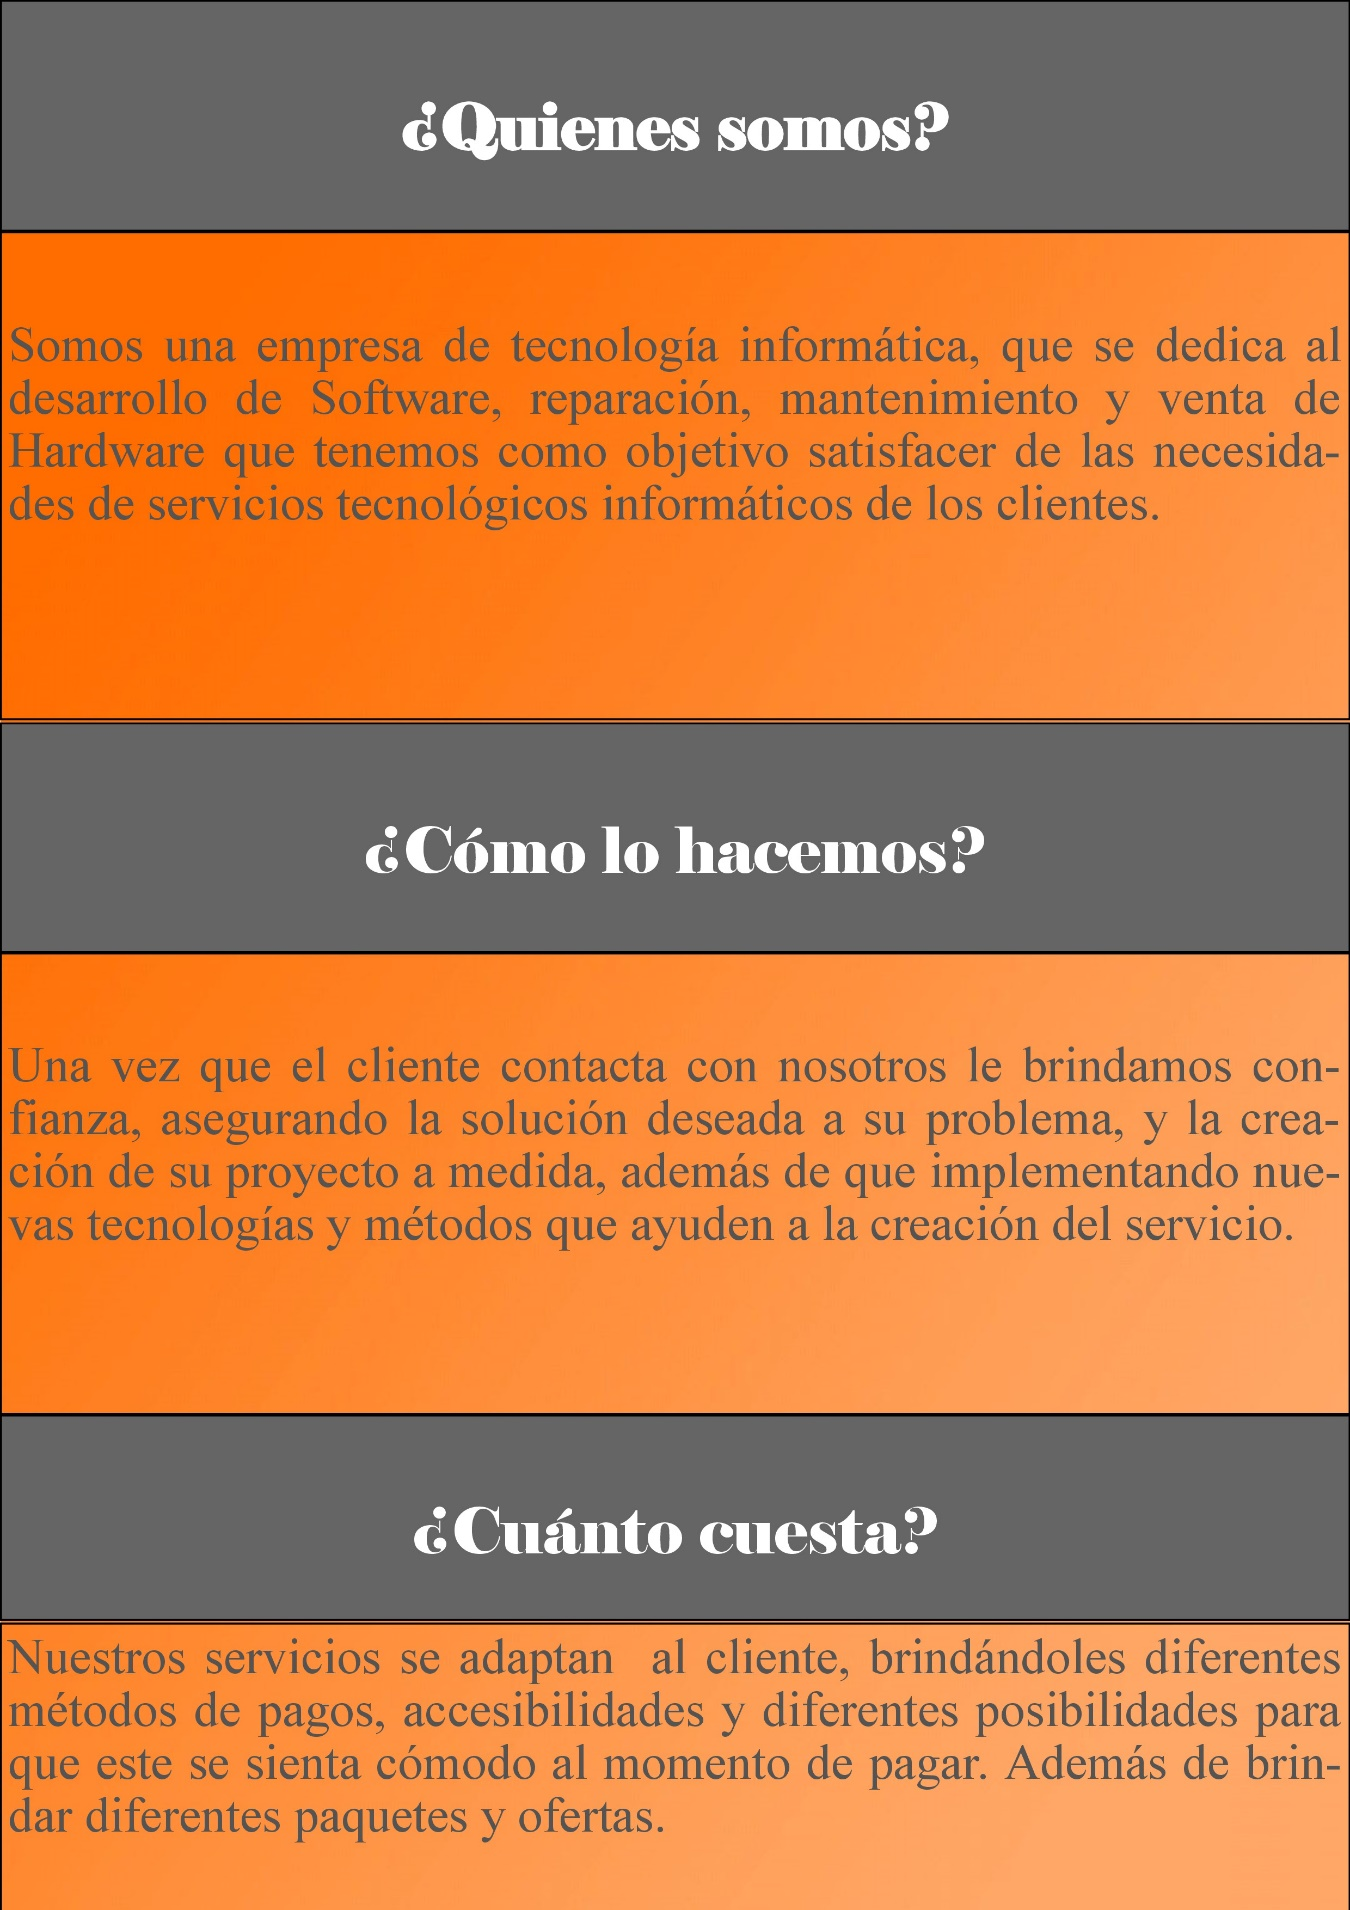 ¿Quienes somos?
Somos una empresa de tecnología informática, que se dedica al
desarrollo de Software, reparación, mantenimiento y venta de
Hardware que tenemos como objetivo satisfacer de las necesida-
des de servicios tecnológicos informáticos de los clientes.
¿Cómo lo hacemos?
Una vez que el cliente contacta con nosotros le brindamos con-
fianza, asegurando la solución deseada a su problema, y la crea-
ción de su proyecto a medida, además de que implementando nue-
vas tecnologías y métodos que ayuden a la creación del servicio.
¿Cuánto cuesta?
Nuestros servicios se adaptan  al cliente, brindándoles diferentes
métodos de pagos, accesibilidades y diferentes posibilidades para
que este se sienta cómodo al momento de pagar. Además de brin-
dar diferentes paquetes y ofertas.